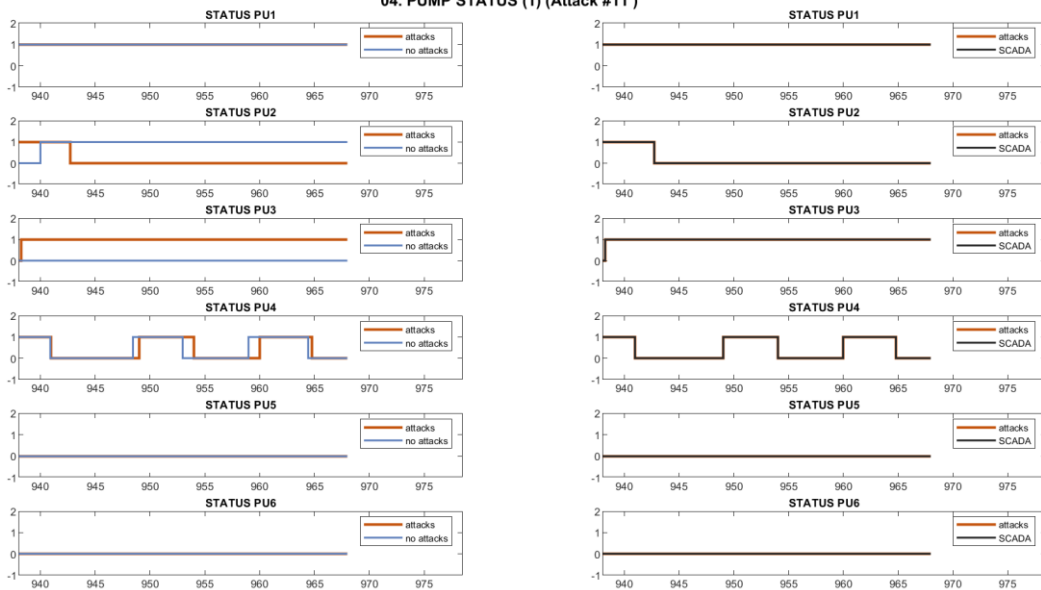 04. PUMP STATUS (1) (Attack #11 )
STATUS PU1
2
1
0
-1
attacks
no attacks
940 945 950 955 960 965 970 975
STATUS PU1
2
1
0
-1
attacks
SCADA
940 945 950 955 960 965 970 975
STATUS PU2
2
1
0
-1
attacks
no attacks
940 945 950 955 960 965 970 975
STATUS PU2
2
1
0
-1
attacks
SCADA
940 945 950 955 960 965 970 975
STATUS PU3
2
1
0
-1
attacks
no attacks
940 945 950 955 960 965 970 975
STATUS PU3
2
1
0
-1
attacks
SCADA
940 945 950 955 960 965 970 975
STATUS PU4
2
1
0
-1
attacks
no attacks
940 945 950 955 960 965 970 975
STATUS PU4
2
1
0
-1
attacks
SCADA
940 945 950 955 960 965 970 975
STATUS PU5
2
1
0
-1
attacks
no attacks
940 945 950 955 960 965 970 975
STATUS PU5
2
1
0
-1
attacks
SCADA
940 945 950 955 960 965 970 975
STATUS PU6
2
1
0
-1
attacks
no attacks
940 945 950 955 960 965 970 975
STATUS PU6
2
1
0
-1
attacks
SCADA
940 945 950 955 960 965 970 975